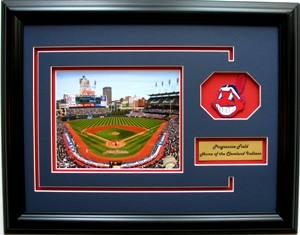 Progressive Field
Home of the Cleveland Indians